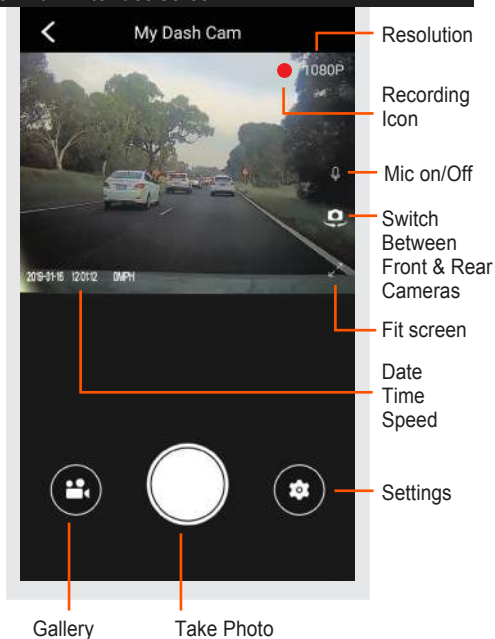 My Dash Cam
1080P
Resolution
Recording
Icon
Mic on/Off
Switch
Between
Front & Rear
Cameras
2019-01-16 12:01:12 0MPH
Fit screen
Date
Time
Speed
Settings
Gallery
Take Photo